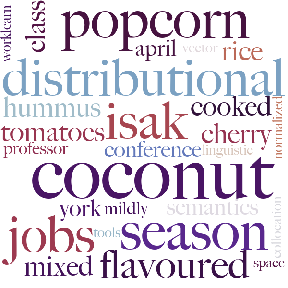 worklcam
class
popcorn
april
vector
rice
distributional
hummus
isak
cooked
normalized
tomatoes
cherry
professor
conference
linguistic
coconut
york
mildly
semantics
collocation
jobs
tools
season
mixed
flavoured
space